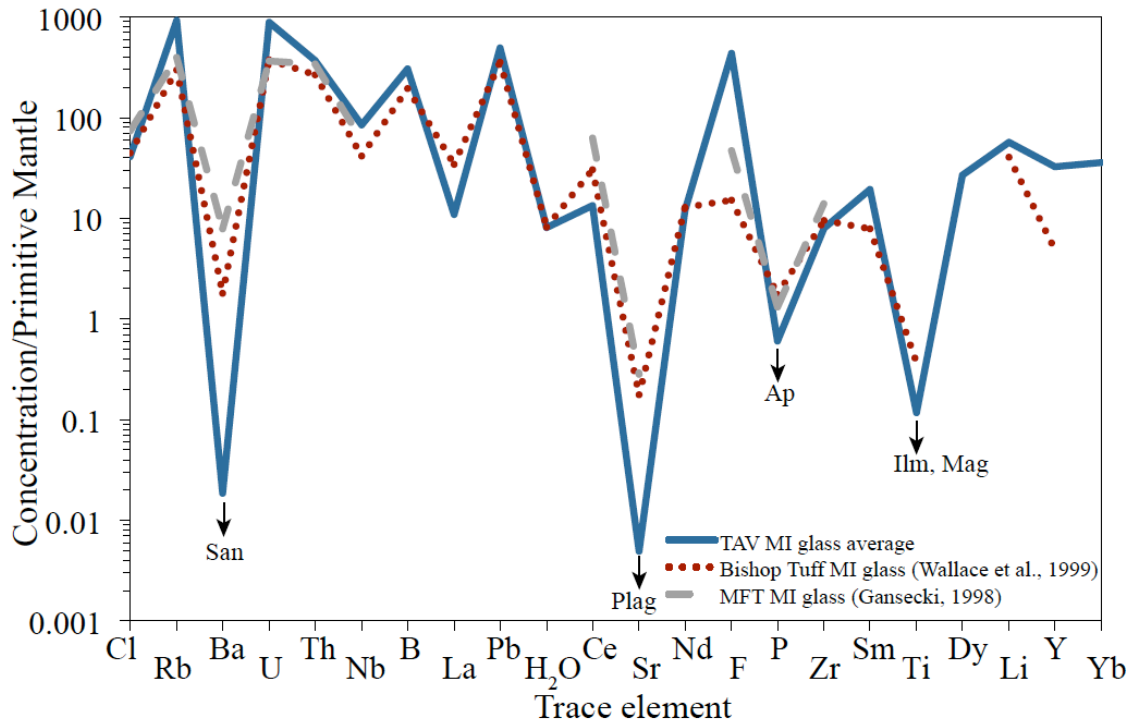 Concentration/Primitive Mantle
1000
100
10
1
0.1
0.01
0.001
San
Plag
Ap
Ilm, Mag
TAV MI glass average
Bishop Tuff MI glass (Wallace et al., 1999)
MFT MI glass (Gansecki, 1998)
Cl Rb Ba U Th Nb B La Pb H₂O Ce Sr Nd F P Zr Sm Ti Dy Li Y Yb
Trace element